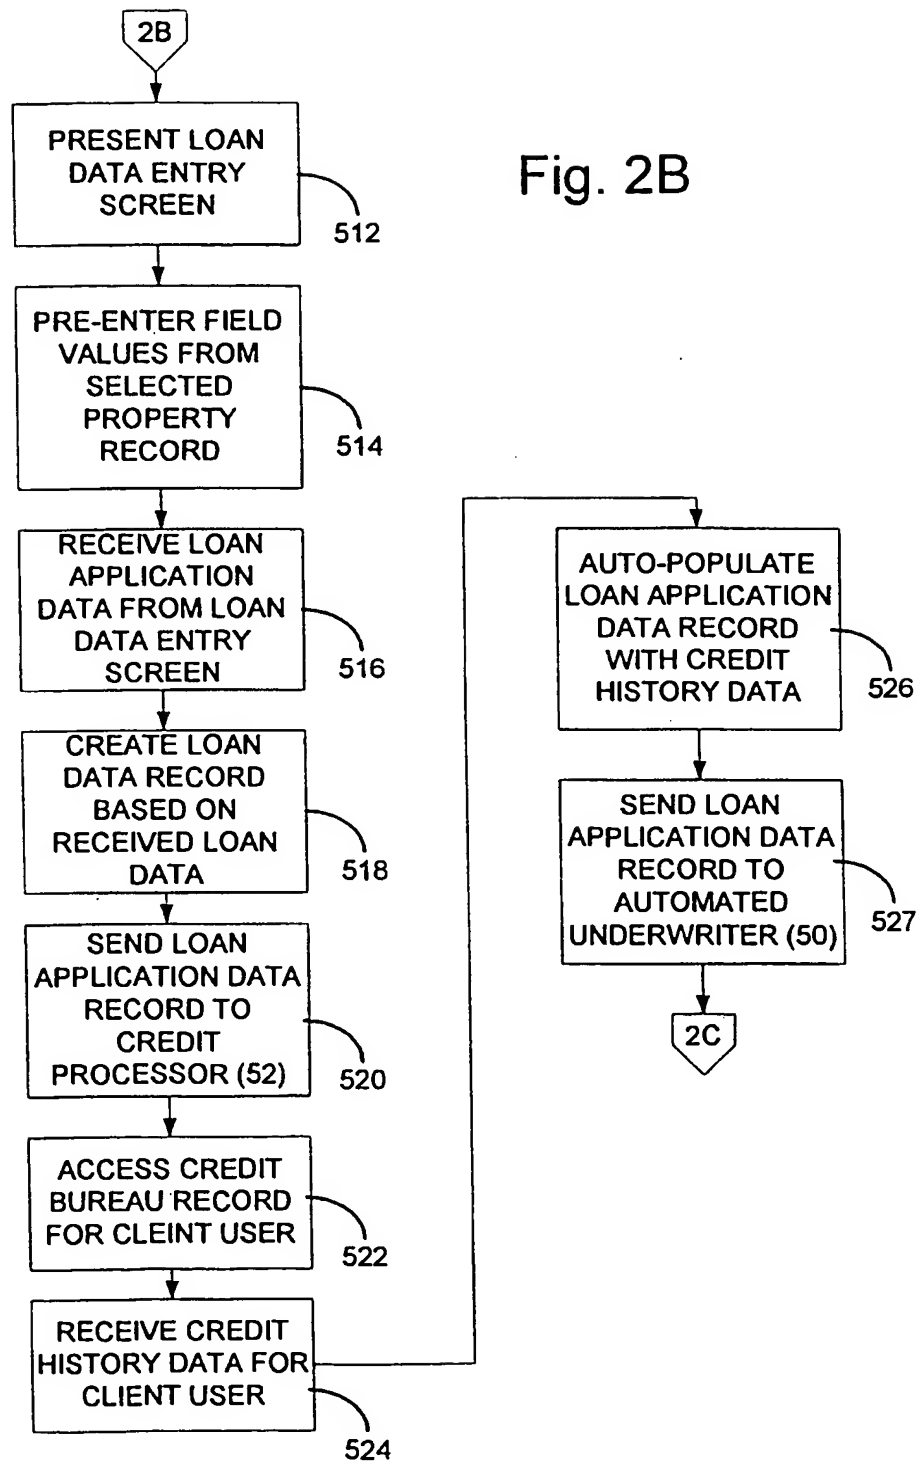 2B
PRESENT LOAN
DATA ENTRY
SCREEN
512
Fig. 2B
PRE-ENTER FIELD
VALUES FROM
SELECTED
PROPERTY
RECORD
514
RECEIVE LOAN
APPLICATION
DATA FROM LOAN
DATA ENTRY
SCREEN
516
CREATE LOAN
DATA RECORD
BASED ON
RECEIVED LOAN
DATA
518
SEND LOAN
APPLICATION DATA
RECORD TO
CREDIT
PROCESSOR (52)
520
ACCESS CREDIT
BUREAU RECORD
FOR CLEINT USER
522
RECEIVE CREDIT
HISTORY DATA FOR
CLIENT USER
524
AUTO-POPULATE
LOAN APPLICATION
DATA RECORD
WITH CREDIT
HISTORY DATA
526
SEND LOAN
APPLICATION DATA
RECORD TO
AUTOMATED
UNDERWRITER (50)
527
2C